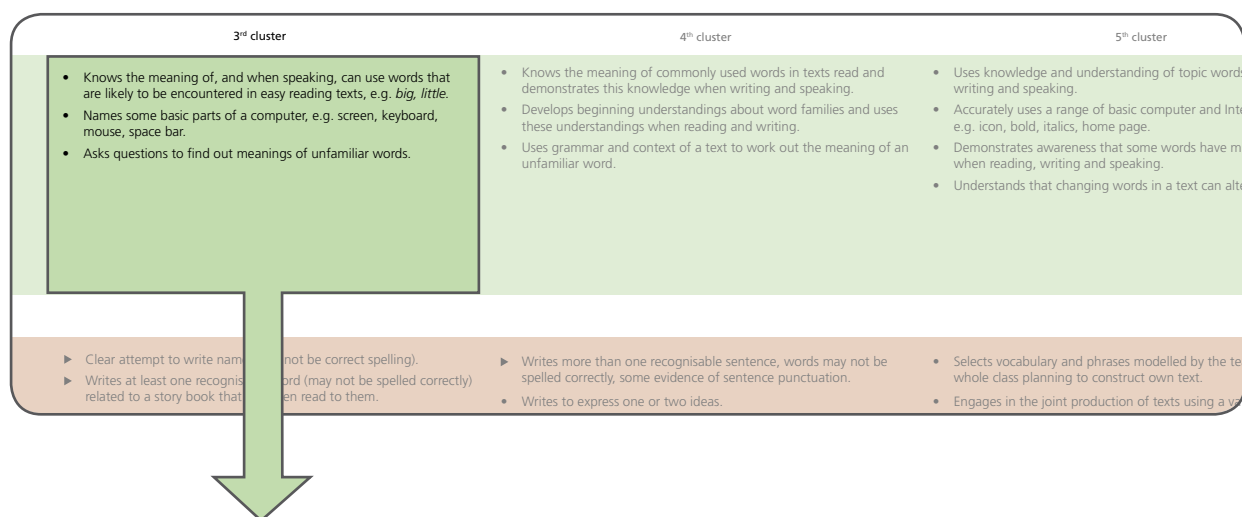 3rd cluster
4th cluster
5th cluster
• Knows the meaning of, and when speaking, can use words that
are likely to be encountered in easy reading texts, e.g. big, little.
• Names some basic parts of a computer, e.g. screen, keyboard,
mouse, space bar.
• Asks questions to find out meanings of unfamiliar words.
• Knows the meaning of commonly used words in texts read and
demonstrates this knowledge when writing and speaking.
• Develops beginning understandings about word families and uses
these understandings when reading and writing.
• Uses grammar and context of a text to work out the meaning of an
unfamiliar word.
• Uses knowledge and understanding of topic words
writing and speaking.
• Accurately uses a range of basic computer and
e.g. icon, bold, italics, home page.
• Demonstrates awareness that some words have
when reading, writing and speaking.
• Understands that changing words in a text can
▶ Clear attempt to write not be correct spelling).
▶ Writes at least one (may not be spelled correctly)
related to a story book that read to them.
▶ Writes more than one recognisable sentence, words may not be
spelled correctly, some evidence of sentence punctuation.
• Writes to express one or two ideas.
• Selects vocabulary and phrases modelled by the
whole class planning to construct own text.
• Engages in the joint production of texts using a